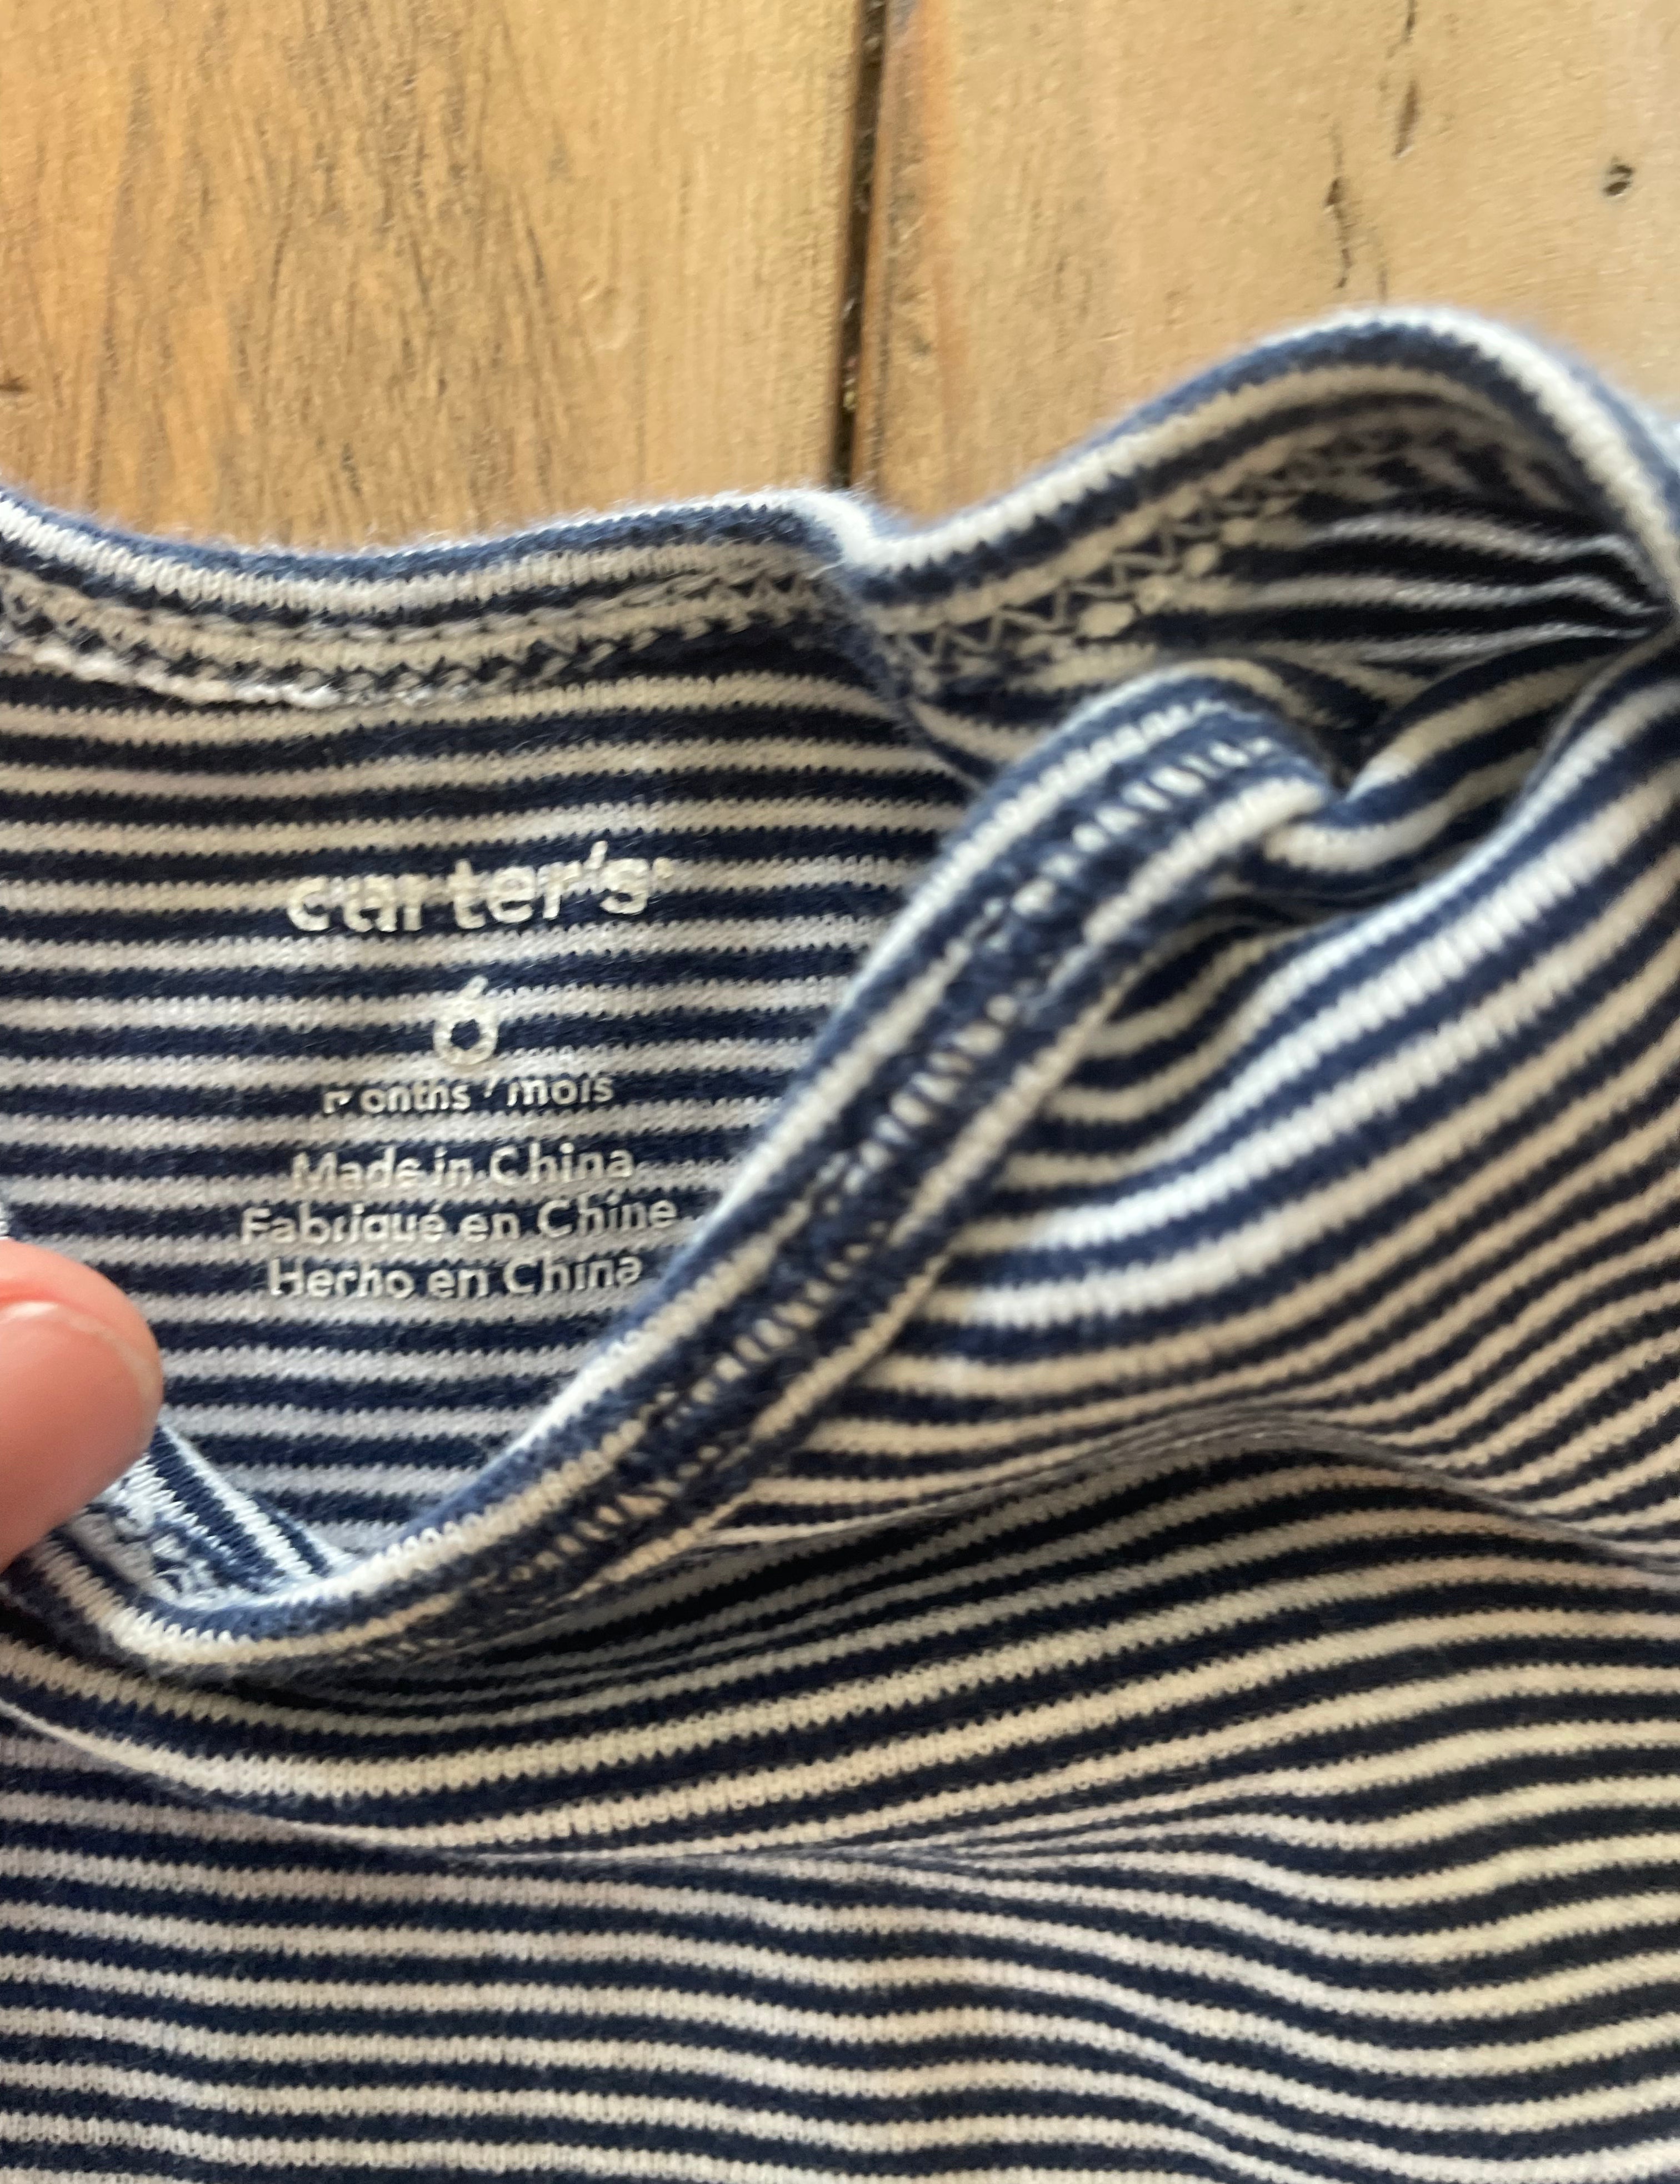 carter's
6
months / mois
Made in China
Fabriqué en Chine
Hecho en China